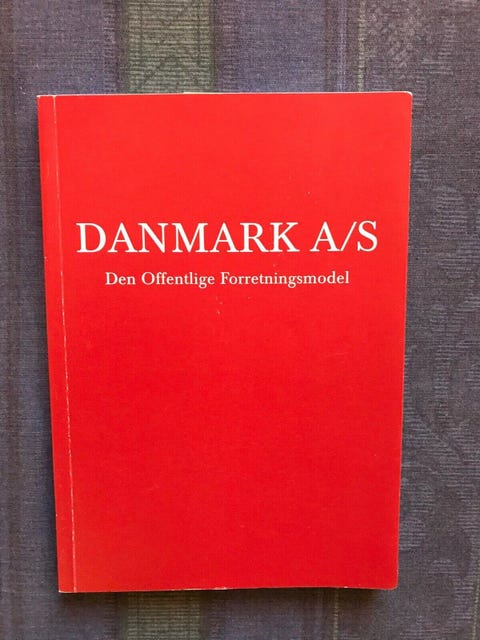 DANMARK A/S
Den Offentlige Forretningsmodel